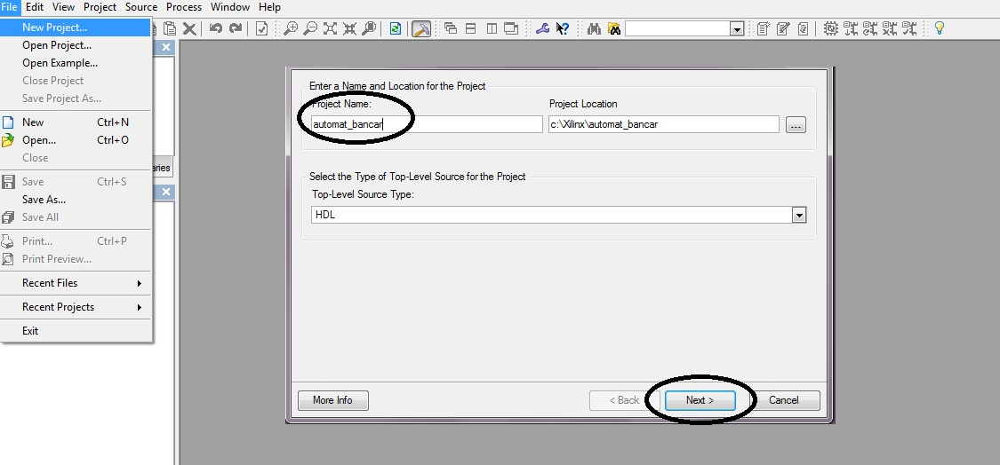 File Edit View Project Source Process Window Help
New Project...
Open Project...
Open Example...
Close Project
Save Project As...
New Ctrl+N
Open... Ctrl+O
Close
Save Ctrl+S
Save As...
Save All
Print... Ctrl+P
Print Preview...
Recent Files
Recent Projects
Exit
aries
Enter a Name and Location for the Project
Project Name: Project Location
automat_bancar c:\Xilinx\automat_bancar ...
Select the Type of Top-Level Source for the Project
Top-Level Source Type:
HDL
More Info < Back Next > Cancel